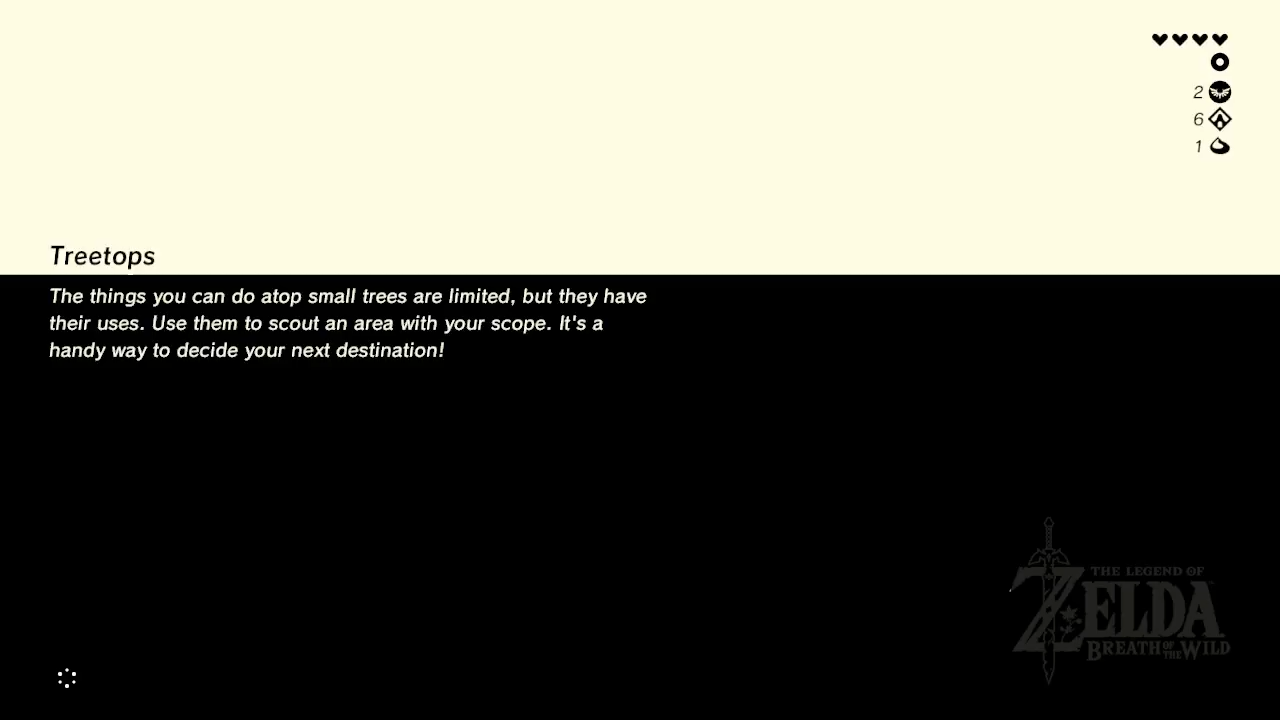 2
6
1
Treetops
The things you can do atop small trees are limited, but they have
their uses. Use them to scout an area with your scope. It's a
handy way to decide your next destination!
THE LEGEND OF
ZELDA
BREATH OF THE WILD